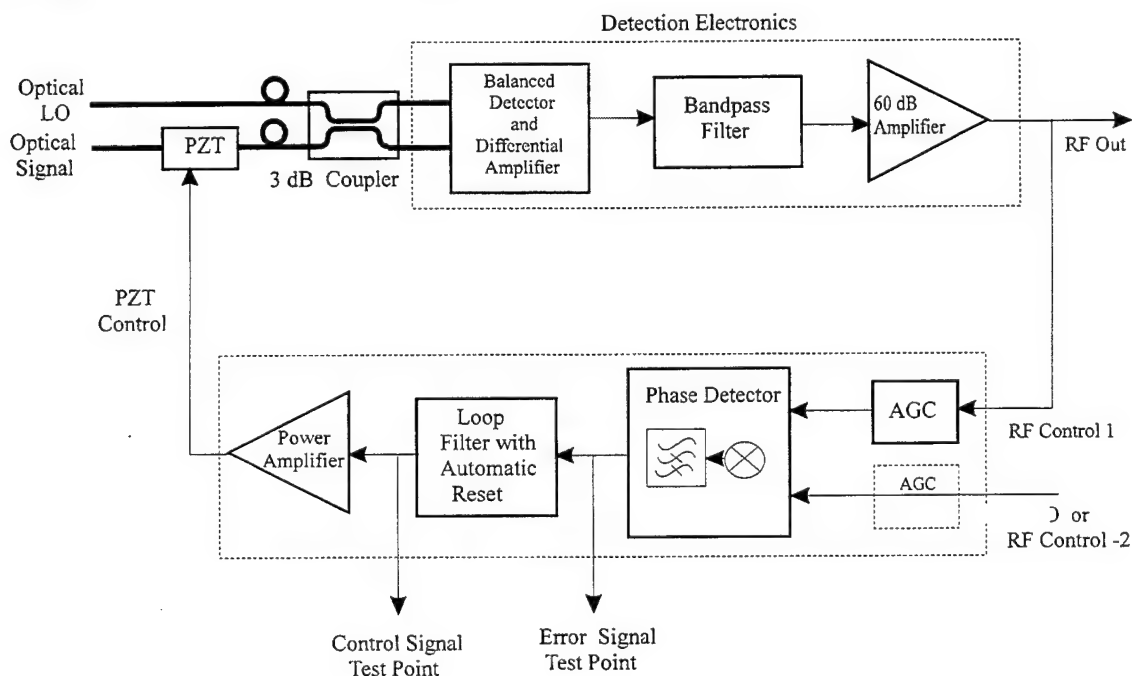 Detection Electronics
Optical
LO
Optical
Signal
PZT
3 dB Coupler
Balanced
Detector
and
Differential
Amplifier
Bandpass
Filter
60 dB
Amplifier
RF Out
PZT
Control
Power
Amplifier
Loop
Filter with
Automatic
Reset
Phase Detector
AGC
RF Control 1
AGC
or
RF Control -2
Control Signal
Test Point
Error Signal
Test Point